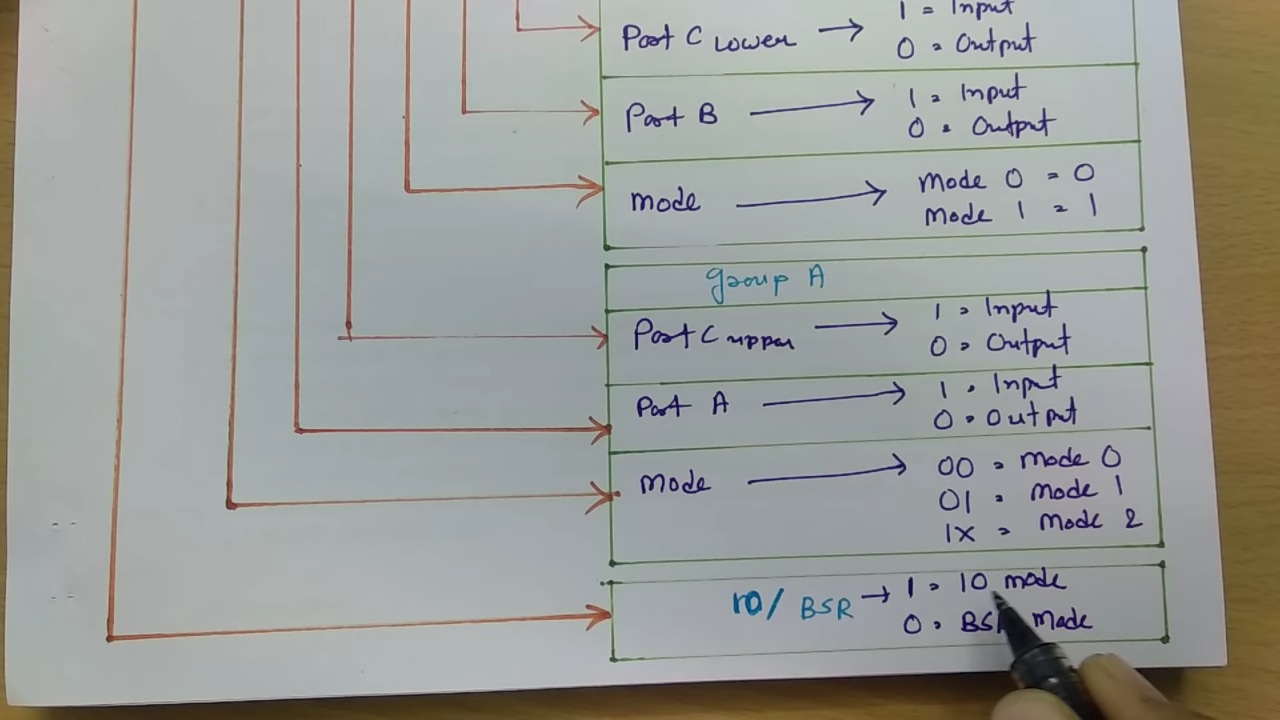 1 = Input
Port C Lower → 0 = Output
Port B → 1 = Input
0 = Output
mode → Mode 0 = 0
Mode 1 = 1
Group A
Port C upper → 1 = Input
0 = Output
Port A → 1 = Input
0 = Output
mode → 00 = Mode 0
01 = Mode 1
1X = Mode 2
IO/ BSR → 1 = IO mode
0 = BSR Mode